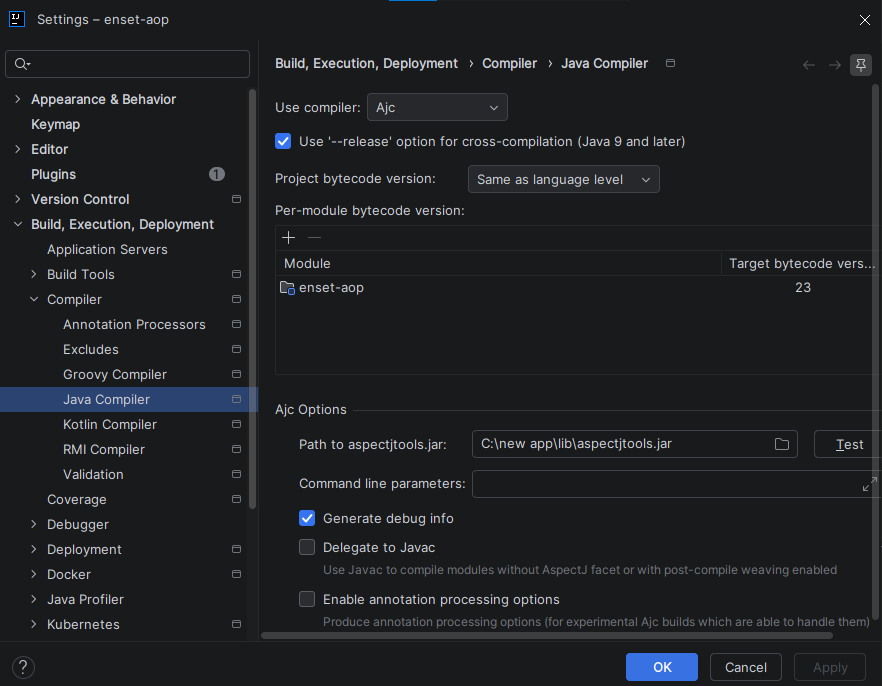 Settings – enset-aop
Build, Execution, Deployment › Compiler › Java Compiler
Appearance & Behavior
Keymap
Editor
Plugins 1
Version Control
Build, Execution, Deployment
Application Servers
Build Tools
Compiler
Annotation Processors
Excludes
Groovy Compiler
Java Compiler
Kotlin Compiler
RMI Compiler
Validation
Coverage
Debugger
Deployment
Docker
Java Profiler
Kubernetes
Use compiler: Ajc
Use '--release' option for cross-compilation (Java 9 and later)
Project bytecode version: Same as language level
Per-module bytecode version:
Module Target bytecode vers...
enset-aop 23
Ajc Options
Path to aspectjtools.jar: C:\new app\lib\aspectjtools.jar Test
Command line parameters:
Generate debug info
Delegate to Javac
Use Javac to compile modules without AspectJ facet or with post-compile weaving enabled
Enable annotation processing options
Produce annotation processing options (for experimental Ajc builds which are able to handle them)
? OK Cancel Apply